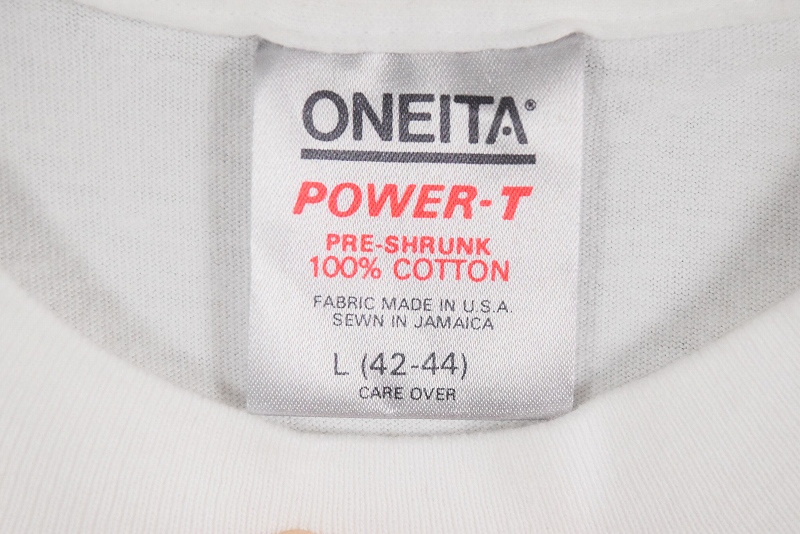 ONEITA®
POWER-T
PRE-SHRUNK
100% COTTON
FABRIC MADE IN U.S.A.
SEWN IN JAMAICA
L (42-44)
CARE OVER